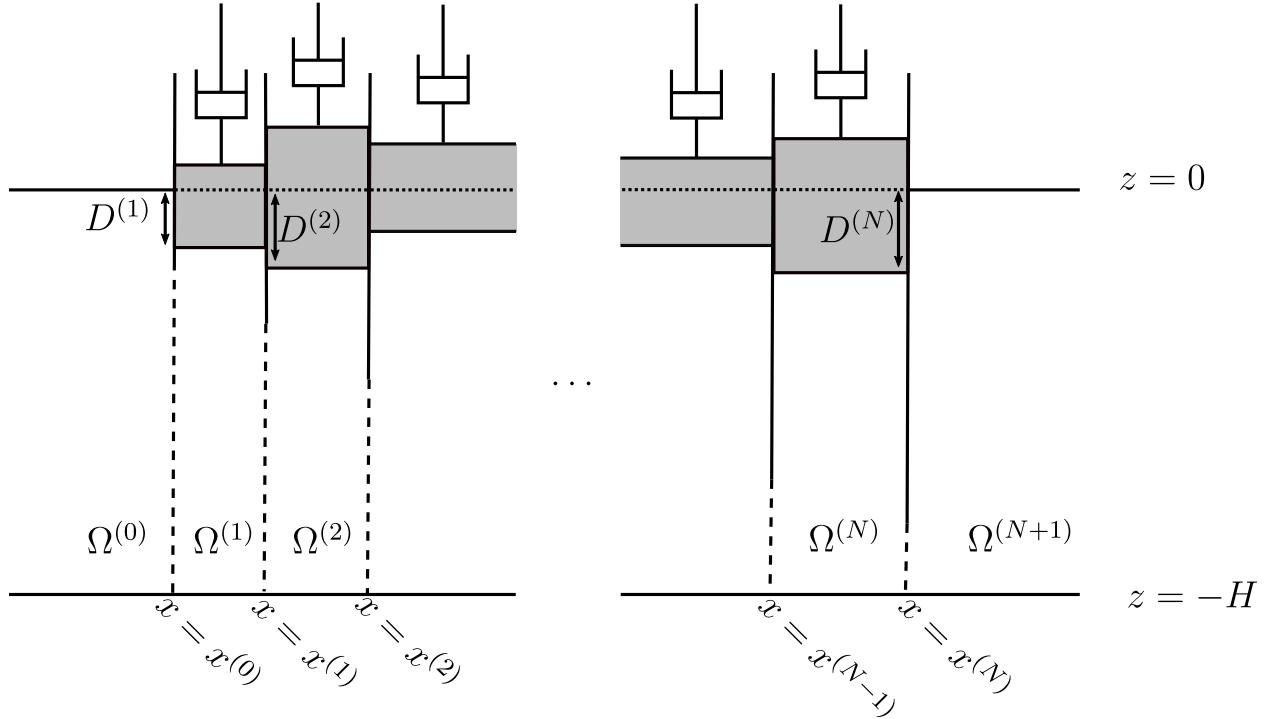 z = 0
D^{(1)}
D^{(2)}
D^{(N)}
...
Ω^{(0)}
Ω^{(1)}
Ω^{(2)}
Ω^{(N)}
Ω^{(N+1)}
z = −H
x = x^{(0)}
x = x^{(1)}
x = x^{(2)}
x = x^{(N−1)}
x = x^{(N)}